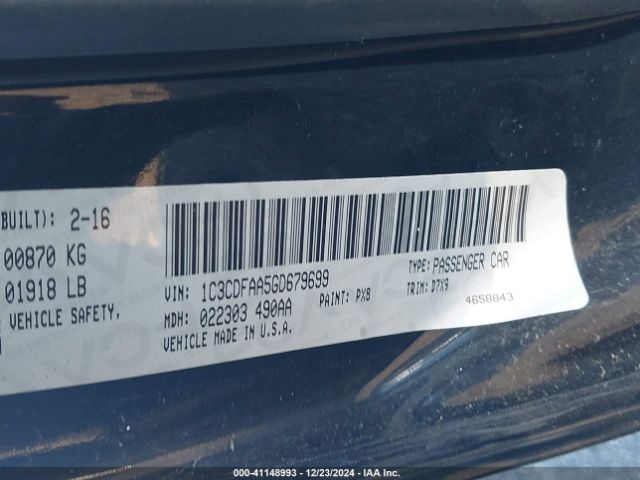 BUILT): 2-16
00870 KG
01918 LB
VEHICLE SAFETY,
VIN: 1C3CDFAA5GD679699
TYPE: PASSENGER CAR
MDH: 022303 490AA
PAINT: PX8
TRIM: D7X9
VEHICLE MADE IN U.S.A.
4658843
000-41148993 - 12/23/2024 - IAA Inc.